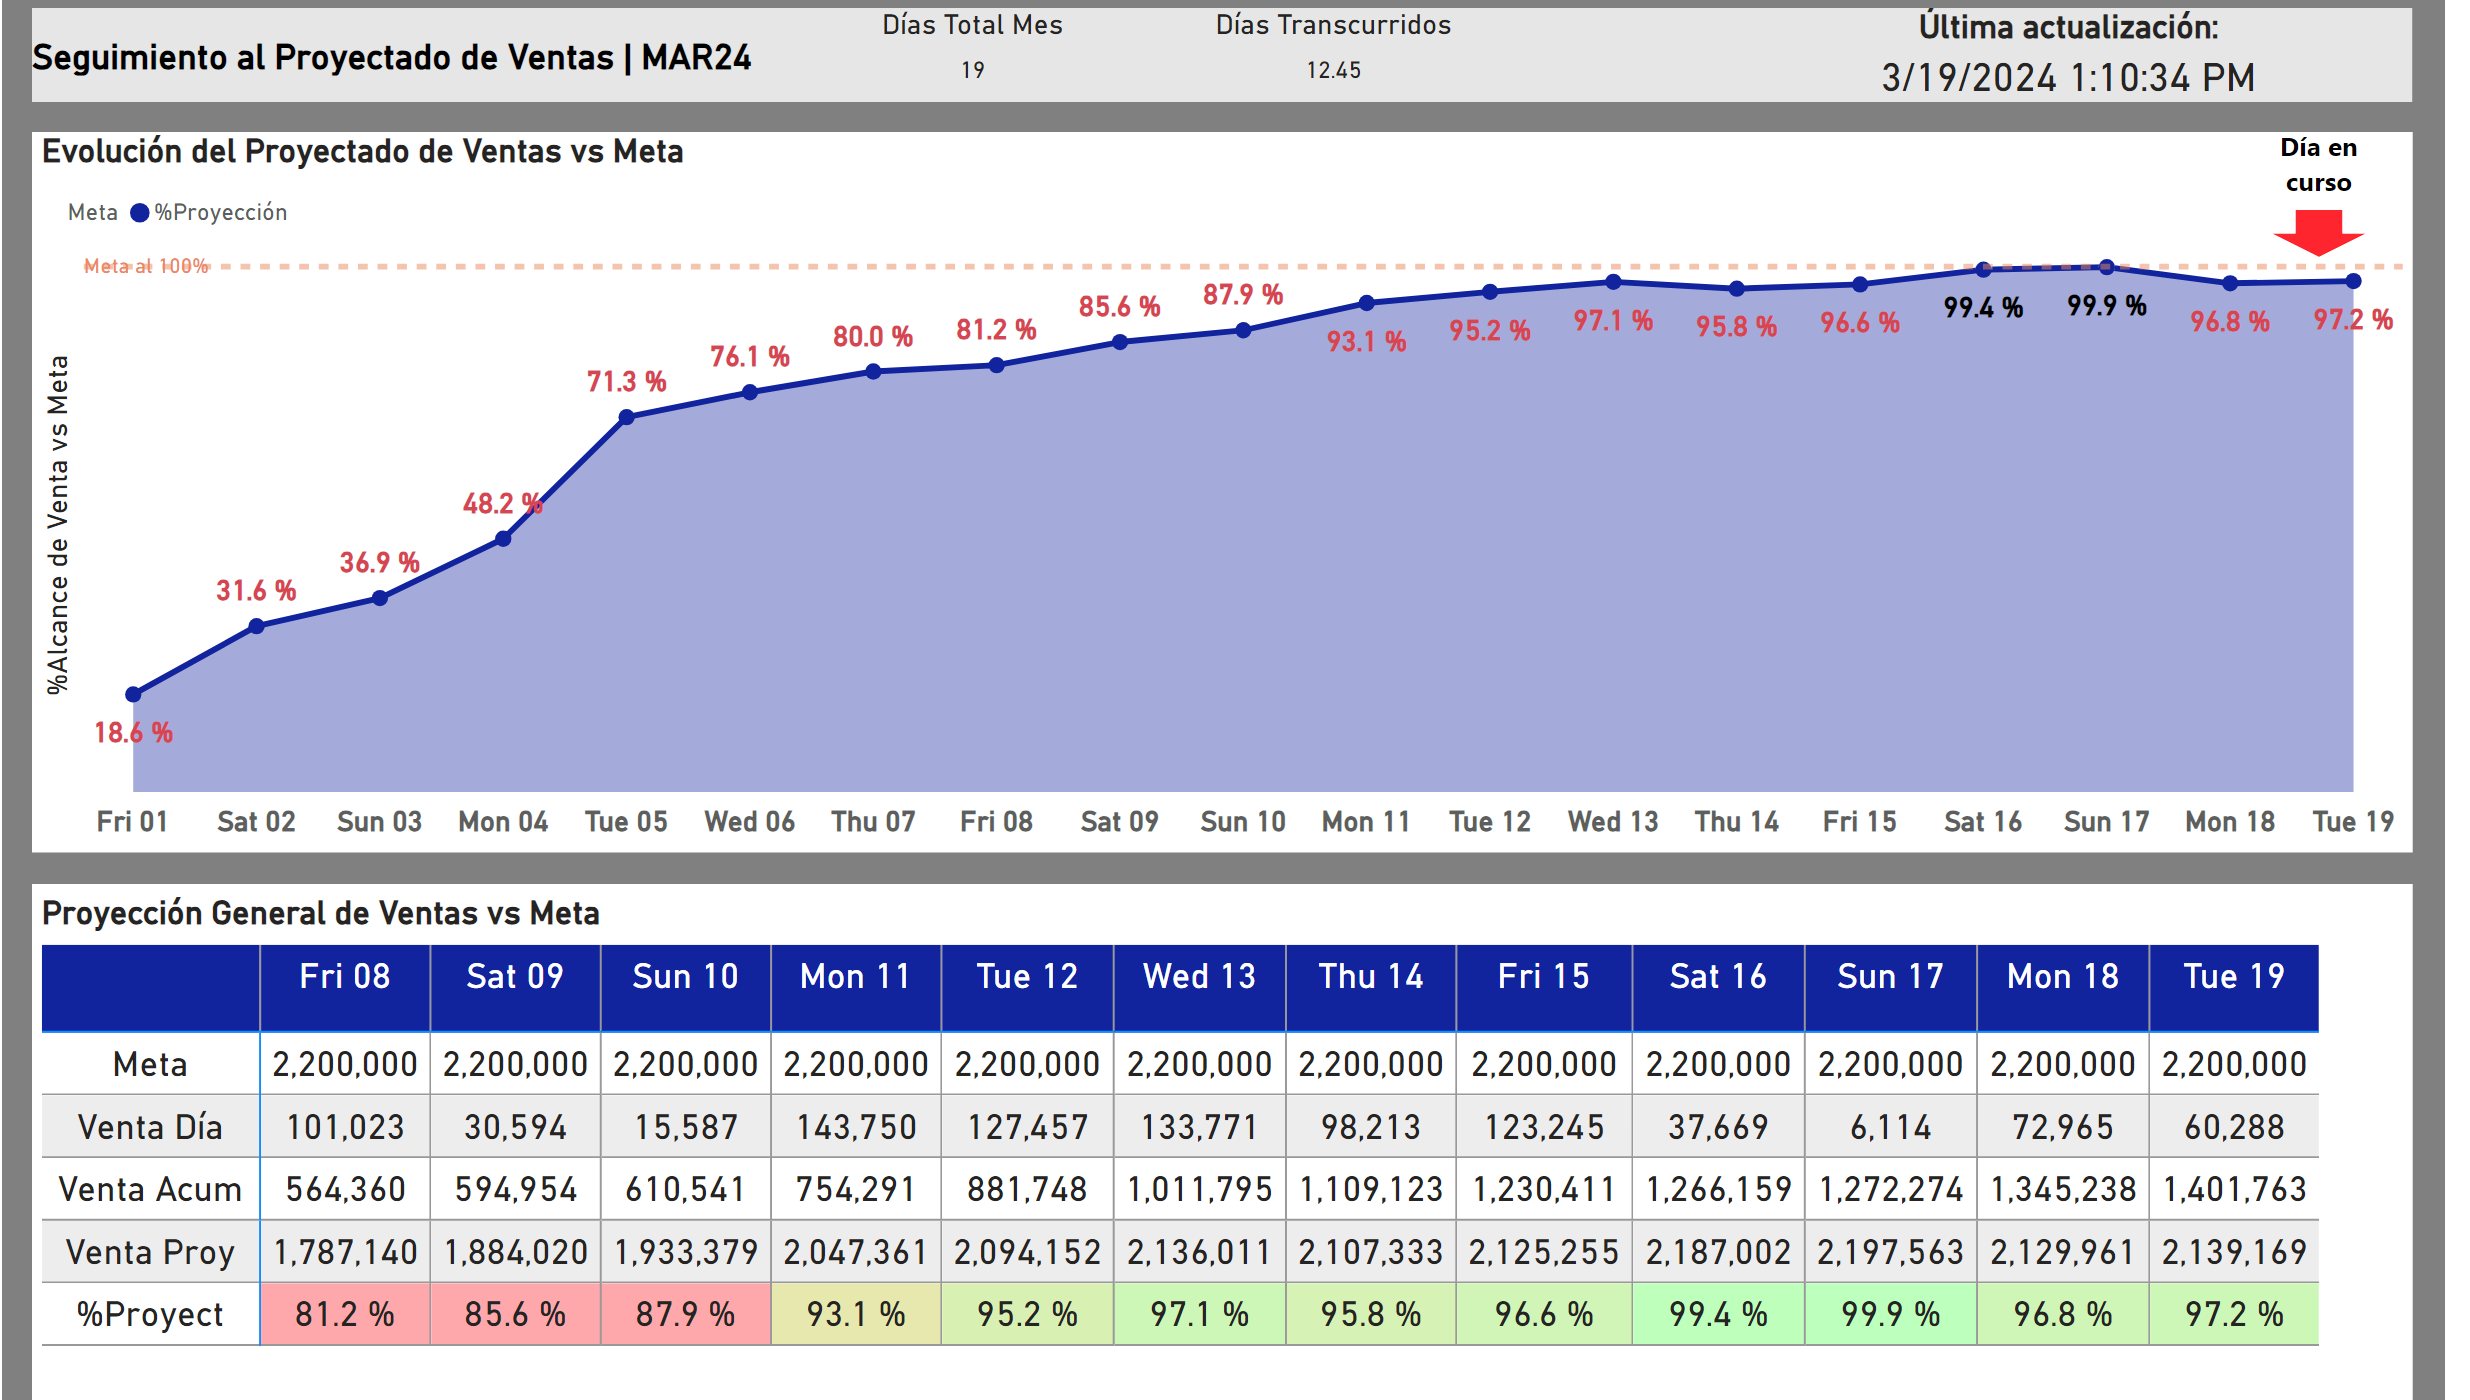 Seguimiento al Proyectado de Ventas | MAR24
Días Total Mes
19
Días Transcurridos
12.45
Última actualización:
3/19/2024 1:10:34 PM
Evolución del Proyectado de Ventas vs Meta
Día en
curso
Meta %Proyección
Meta al 100%
%Alcance de Venta vs Meta
18.6 %
31.6 %
36.9 %
48.2 %
71.3 %
76.1 %
80.0 %
81.2 %
85.6 %
87.9 %
93.1 %
95.2 %
97.1 %
95.8 %
96.6 %
99.4 %
99.9 %
96.8 %
97.2 %
Fri 01 Sat 02 Sun 03 Mon 04 Tue 05 Wed 06 Thu 07 Fri 08 Sat 09 Sun 10 Mon 11 Tue 12 Wed 13 Thu 14 Fri 15 Sat 16 Sun 17 Mon 18 Tue 19
Proyección General de Ventas vs Meta
Fri 08 Sat 09 Sun 10 Mon 11 Tue 12 Wed 13 Thu 14 Fri 15 Sat 16 Sun 17 Mon 18 Tue 19
Meta 2,200,000 2,200,000 2,200,000 2,200,000 2,200,000 2,200,000 2,200,000 2,200,000 2,200,000 2,200,000 2,200,000 2,200,000
Venta Día 101,023 30,594 15,587 143,750 127,457 133,771 98,213 123,245 37,669 6,114 72,965 60,288
Venta Acum 564,360 594,954 610,541 754,291 881,748 1,011,795 1,109,123 1,230,411 1,266,159 1,272,274 1,345,238 1,401,763
Venta Proy 1,787,140 1,884,020 1,933,379 2,047,361 2,094,152 2,136,011 2,107,333 2,125,255 2,187,002 2,197,563 2,129,961 2,139,169
%Proyect 81.2 % 85.6 % 87.9 % 93.1 % 95.2 % 97.1 % 95.8 % 96.6 % 99.4 % 99.9 % 96.8 % 97.2 %